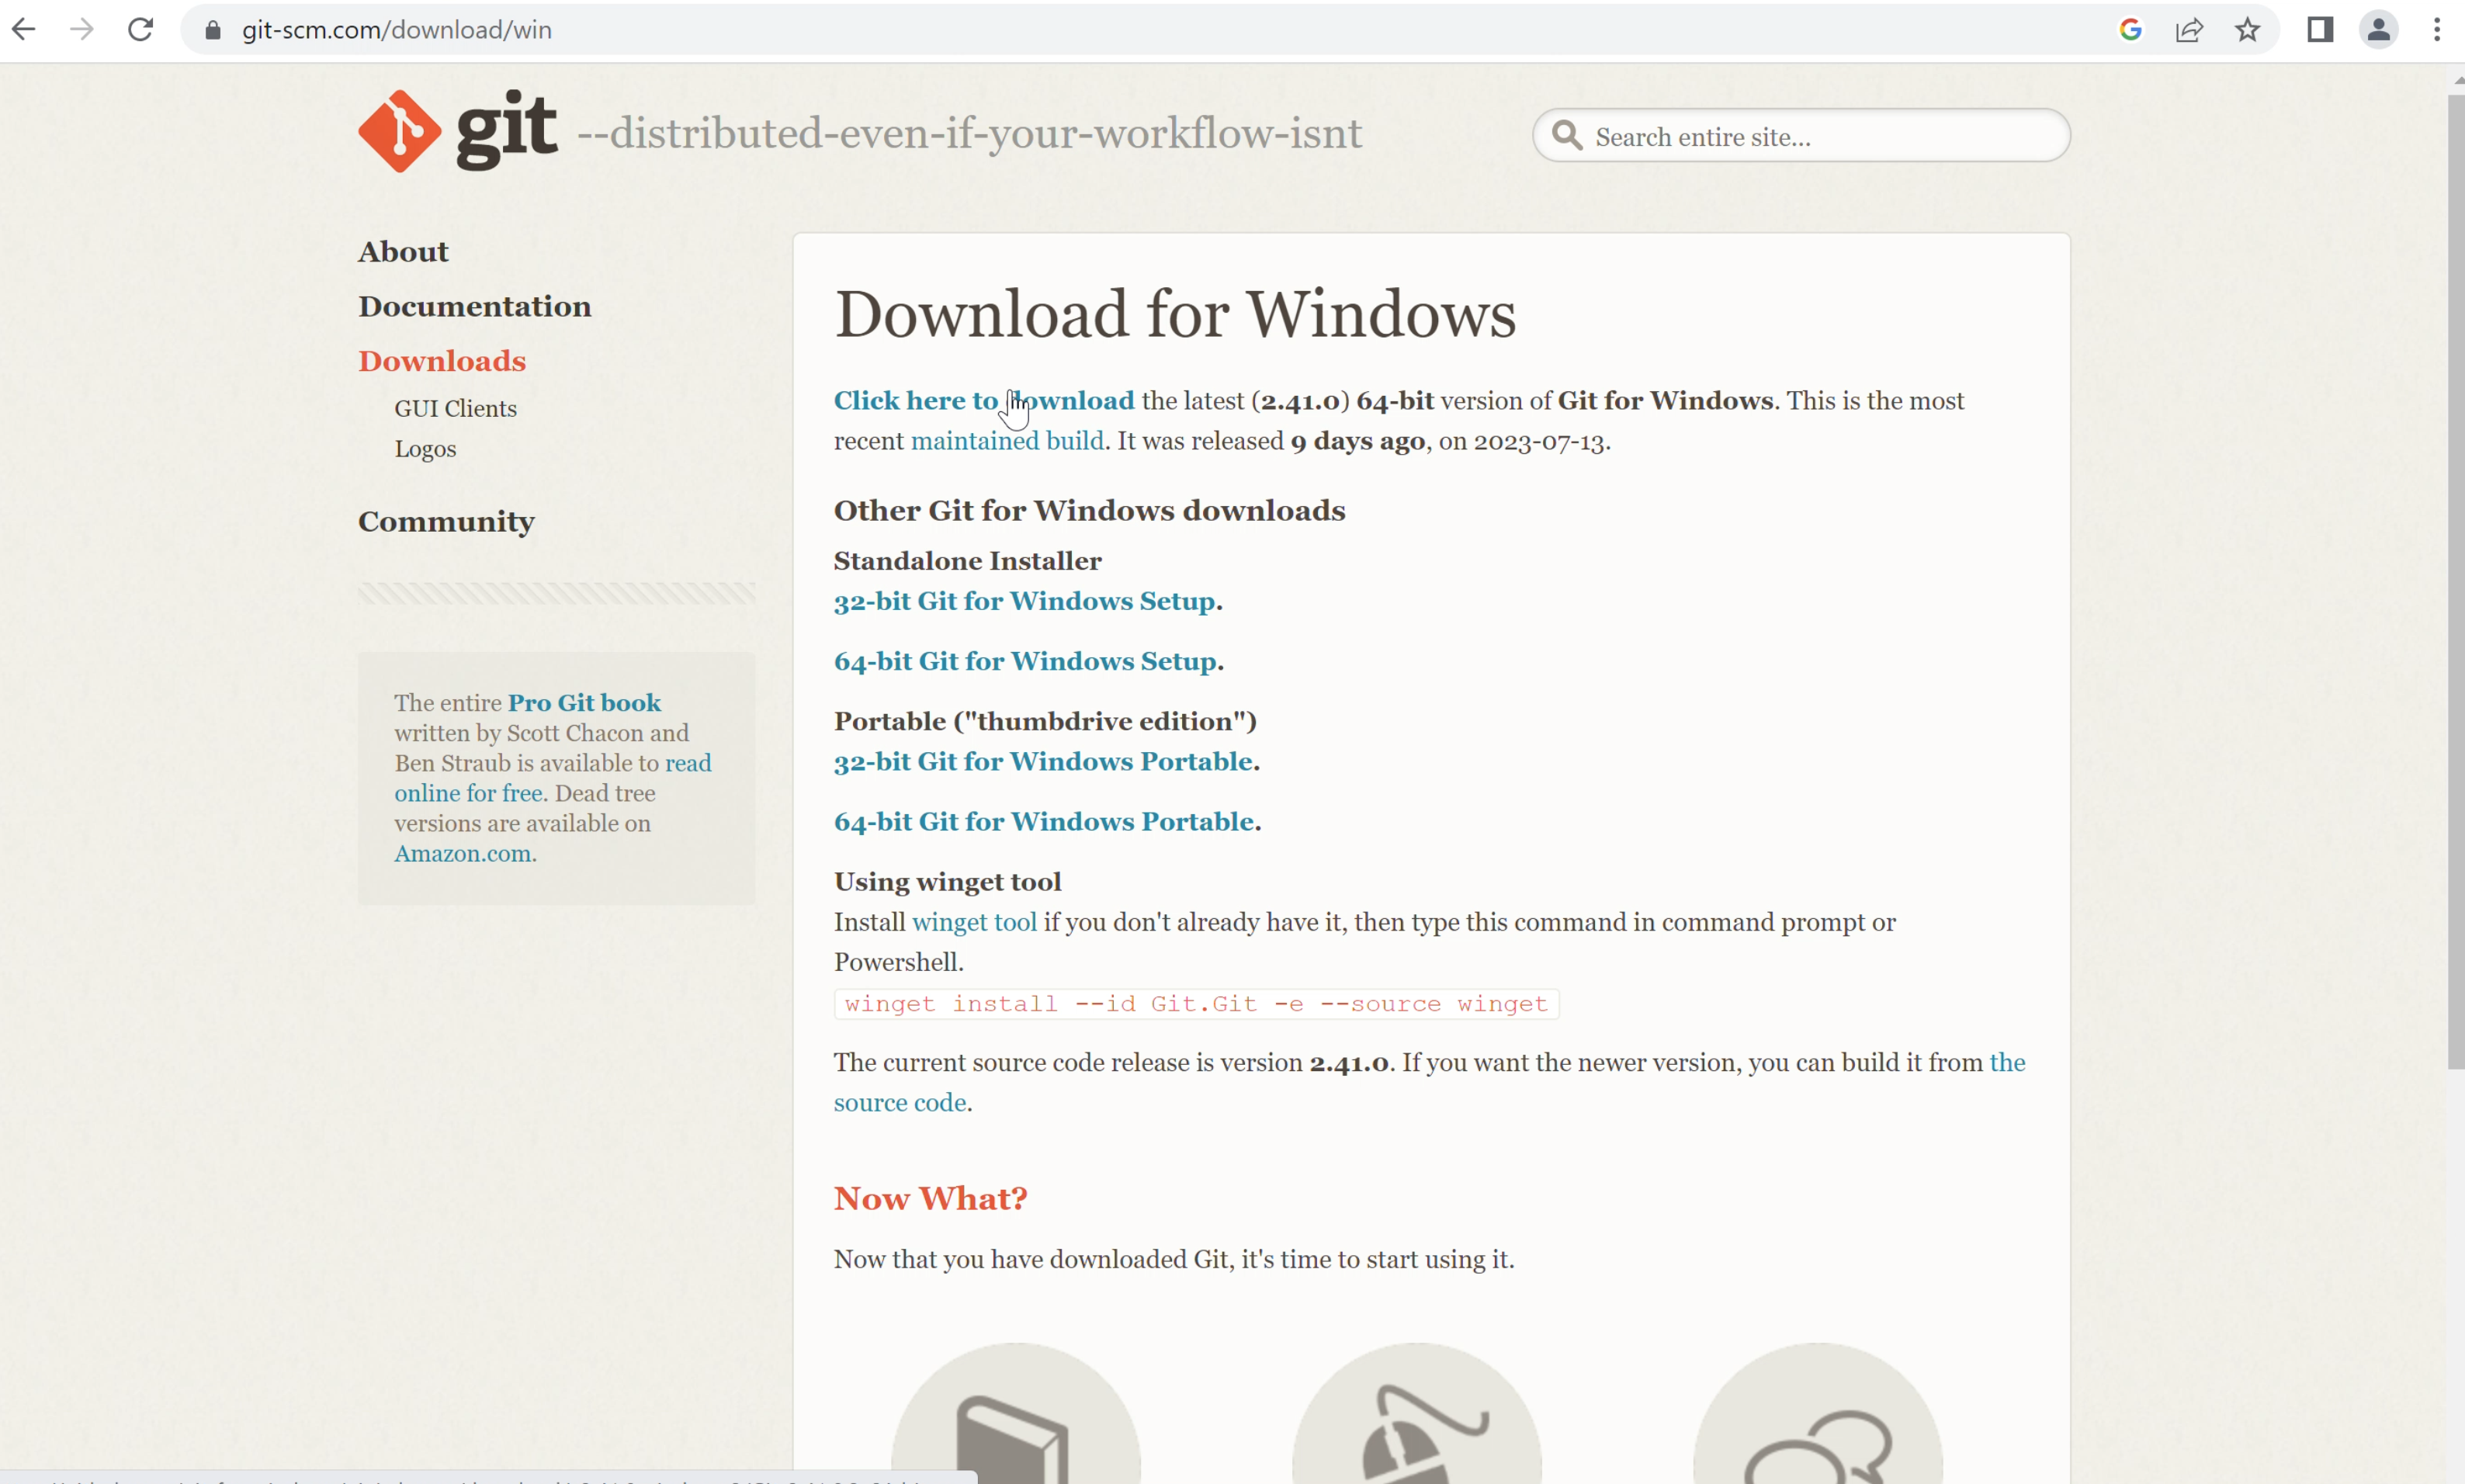 git-scm.com/download/win
git --distributed-even-if-your-workflow-isnt
Search entire site...
About
Documentation
Downloads
GUI Clients
Logos
Community
The entire Pro Git book
written by Scott Chacon and
Ben Straub is available to read
online for free. Dead tree
versions are available on
Amazon.com.
Download for Windows
Click here to download the latest (2.41.0) 64-bit version of Git for Windows. This is the most
recent maintained build. It was released 9 days ago, on 2023-07-13.
Other Git for Windows downloads
Standalone Installer
32-bit Git for Windows Setup.
64-bit Git for Windows Setup.
Portable ("thumbdrive edition")
32-bit Git for Windows Portable.
64-bit Git for Windows Portable.
Using winget tool
Install winget tool if you don't already have it, then type this command in command prompt or
Powershell.
winget install --id Git.Git -e --source winget
The current source code release is version 2.41.0. If you want the newer version, you can build it from the
source code.
Now What?
Now that you have downloaded Git, it's time to start using it.